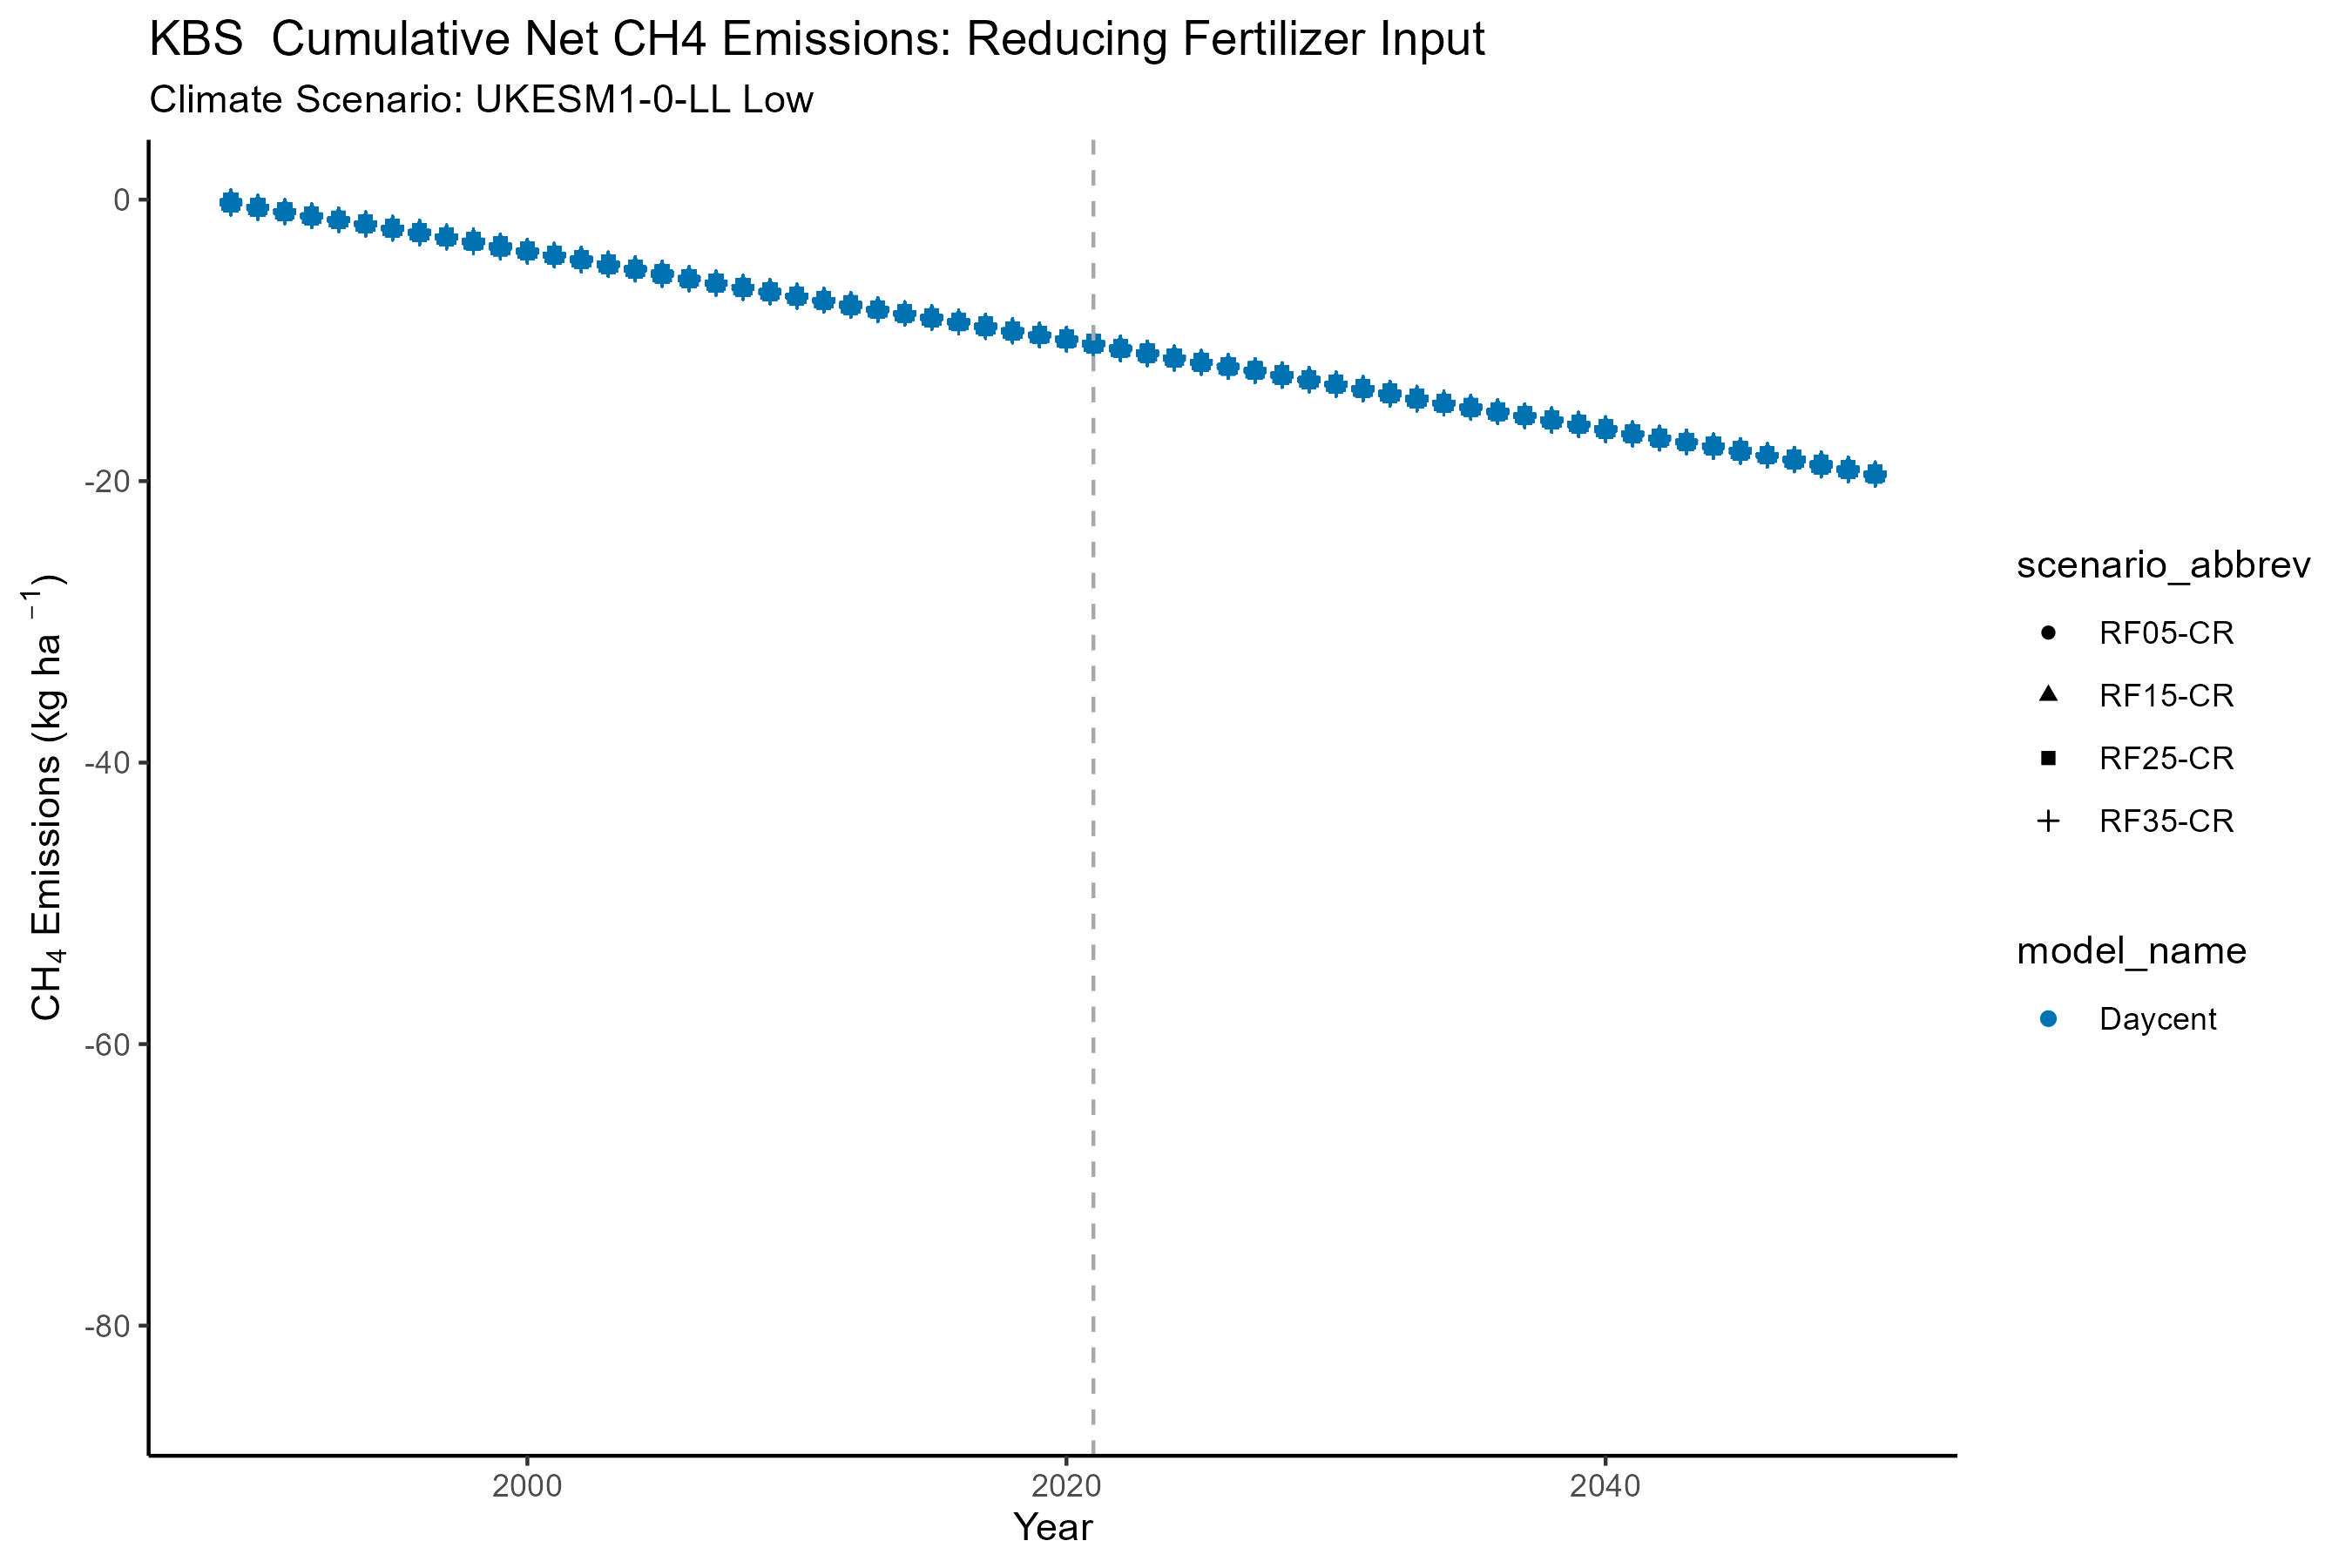 KBS  Cumulative Net CH4 Emissions: Reducing Fertilizer Input
Climate Scenario: UKESM1-0-LL Low
CH₄ Emissions (kg ha ⁻¹)
0
-20
-40
-60
-80
2000
2020
2040
Year
scenario_abbrev
RF05-CR
RF15-CR
RF25-CR
RF35-CR
model_name
Daycent